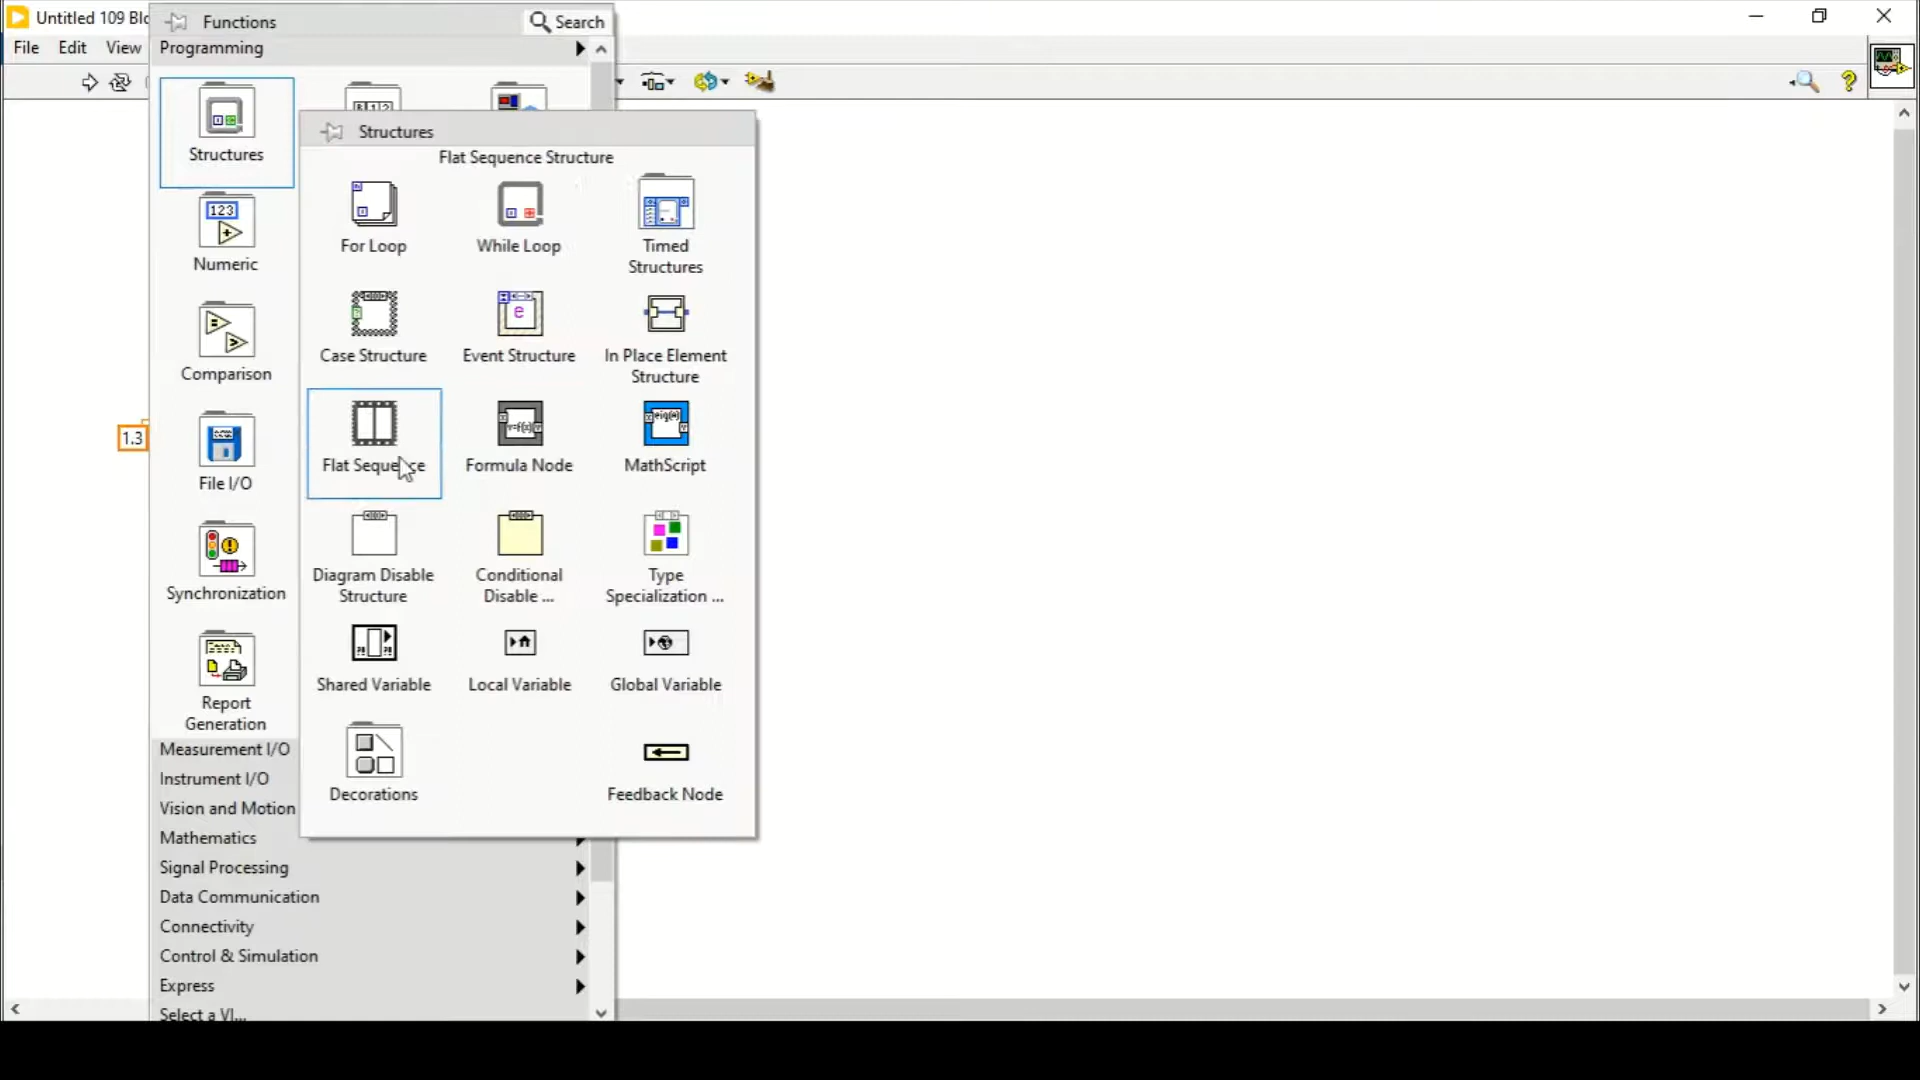 Untitled 109 Blo
Functions
Search
File Edit View
Programming
Structures
Numeric
Comparison
File I/O
Synchronization
Report
Generation
Measurement I/O
Instrument I/O
Vision and Motion
Mathematics
Signal Processing
Data Communication
Connectivity
Control & Simulation
Express
Select a VI...
Structures
Flat Sequence Structure
For Loop
While Loop
Timed
Structures
Case Structure
Event Structure
In Place Element
Structure
Flat Sequence
Formula Node
MathScript
Diagram Disable
Structure
Conditional
Disable ...
Type
Specialization ...
Shared Variable
Local Variable
Global Variable
Decorations
Feedback Node
1.3
123